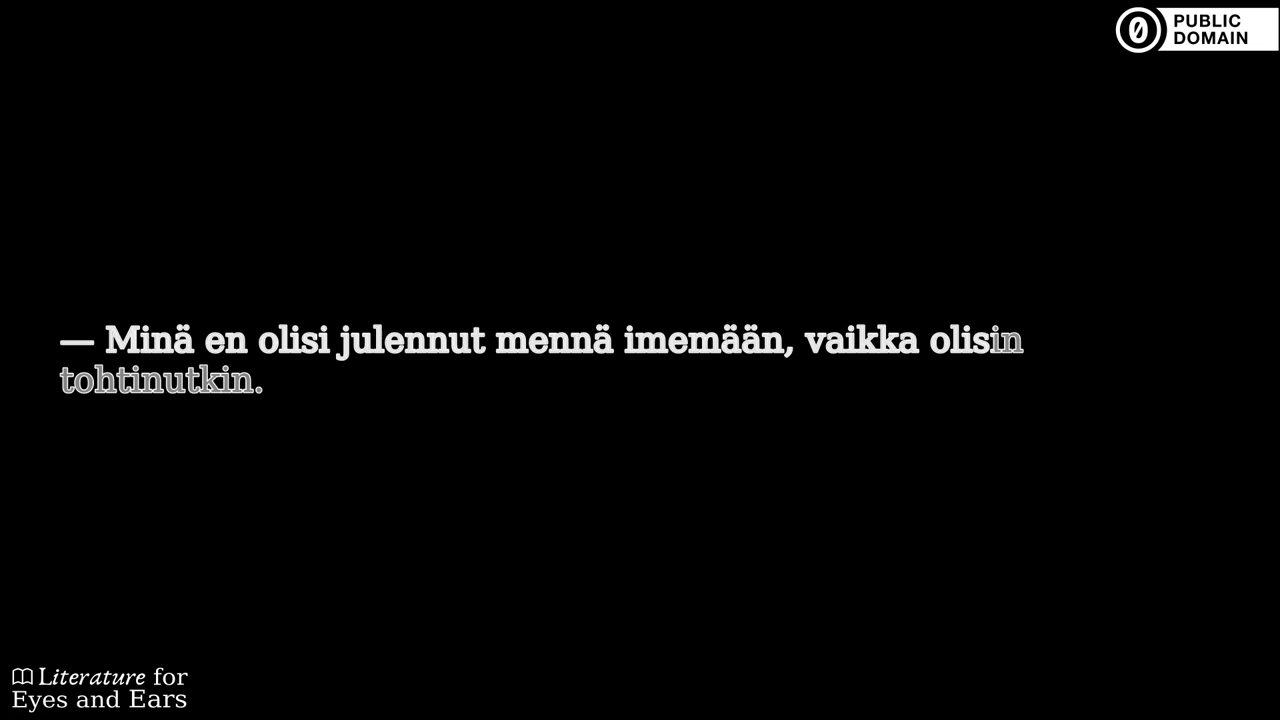 PUBLIC
DOMAIN
— Minä en olisi julennut mennä imemään, vaikka olisin
tohtinutkin.
Literature for
Eyes and Ears